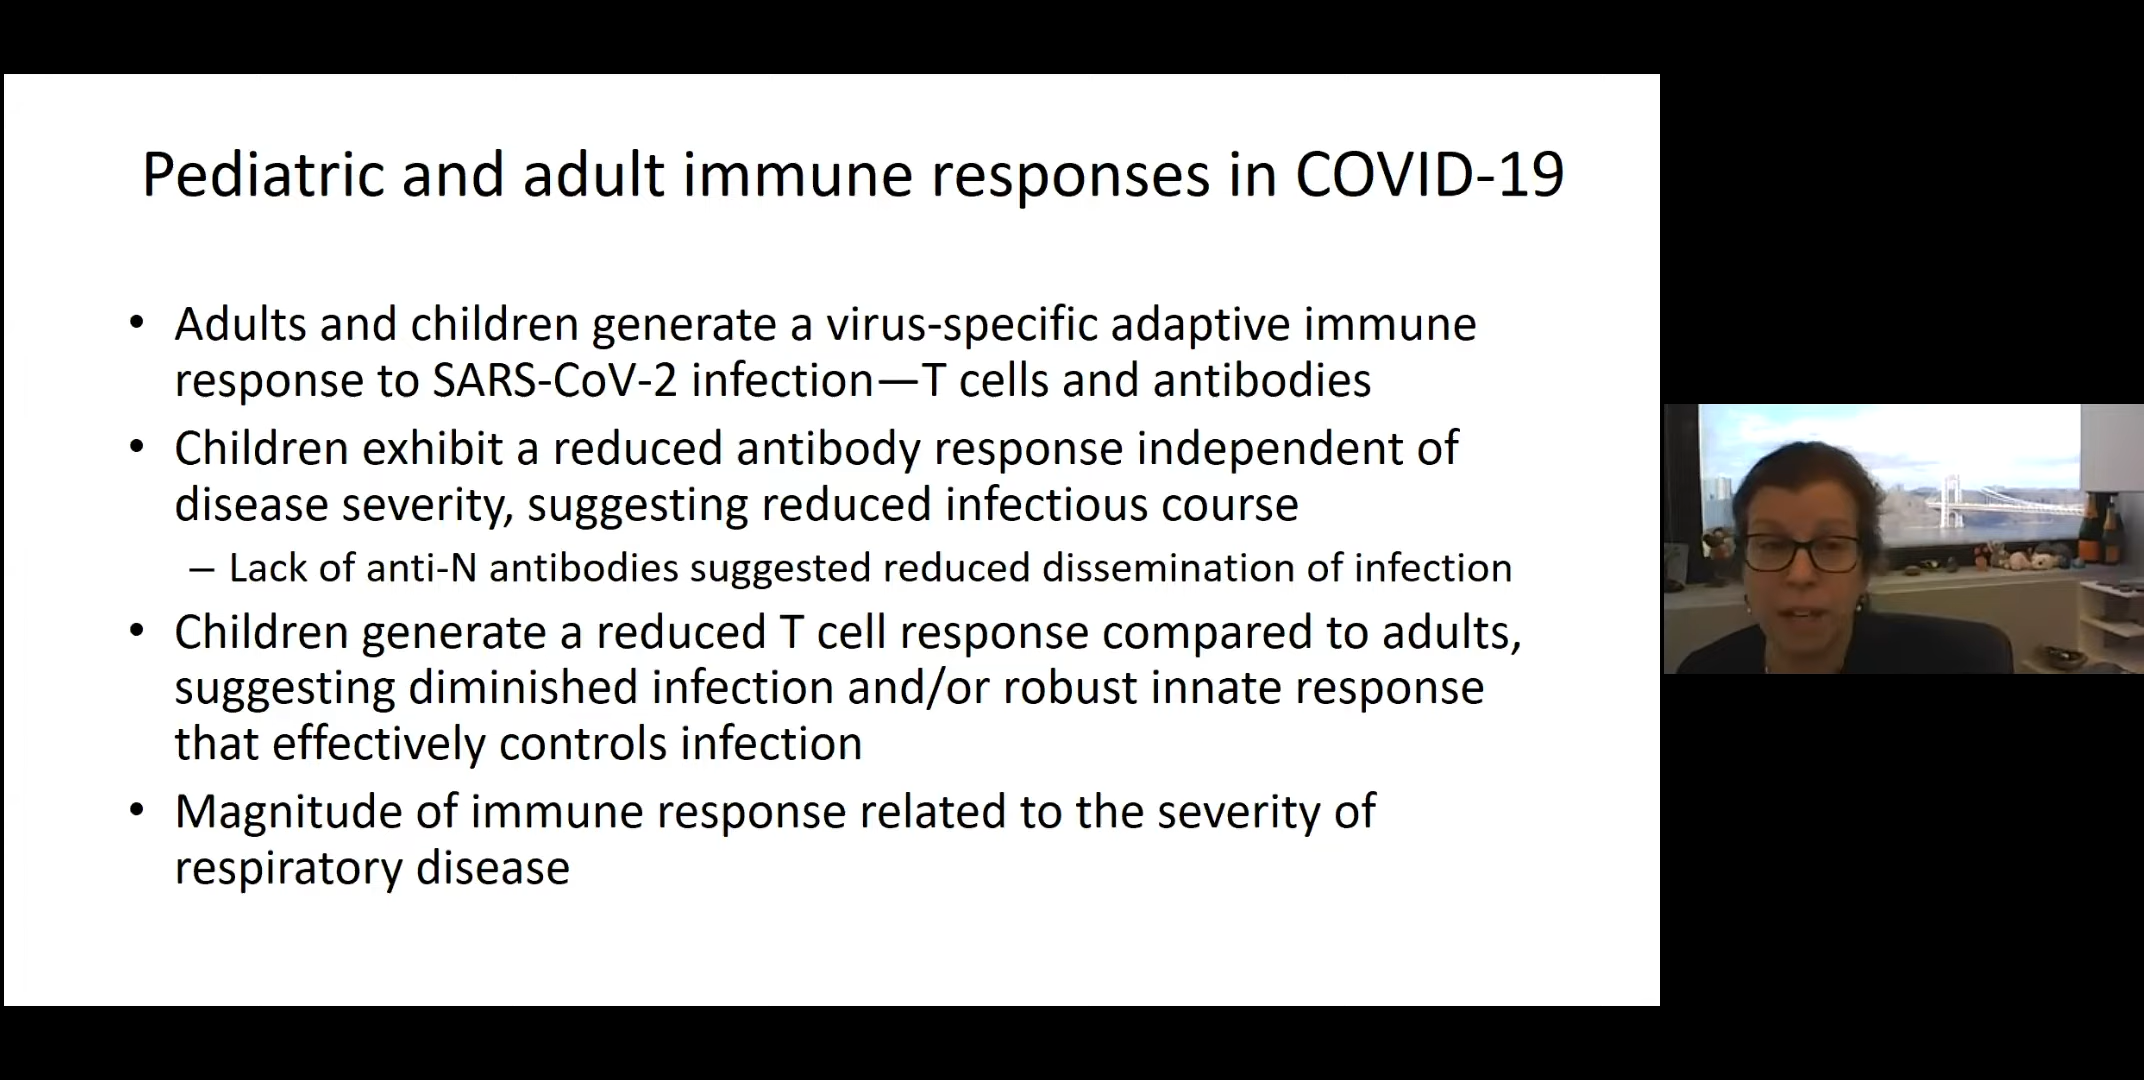 Pediatric and adult immune responses in COVID-19
• Adults and children generate a virus-specific adaptive immune
response to SARS-CoV-2 infection—T cells and antibodies
• Children exhibit a reduced antibody response independent of
disease severity, suggesting reduced infectious course
– Lack of anti-N antibodies suggested reduced dissemination of infection
• Children generate a reduced T cell response compared to adults,
suggesting diminished infection and/or robust innate response
that effectively controls infection
• Magnitude of immune response related to the severity of
respiratory disease